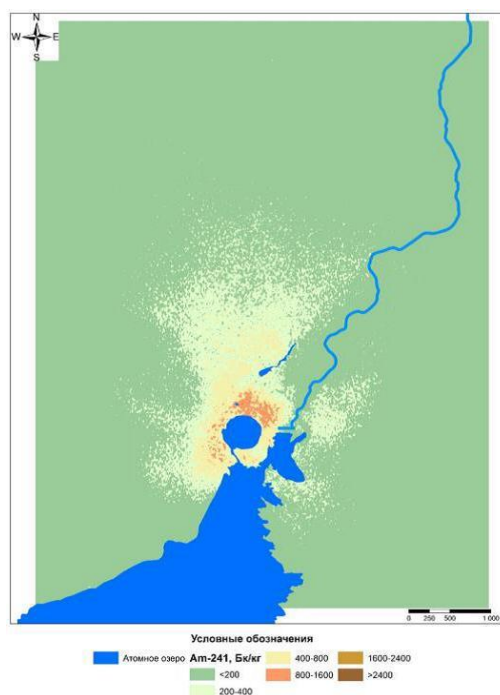 N
W E
S
0 250 500 1 000
Условные обозначения
Атомное озеро Am-241, Бк/кг 400-800 1600-2400
<200 800-1600 >2400
200-400